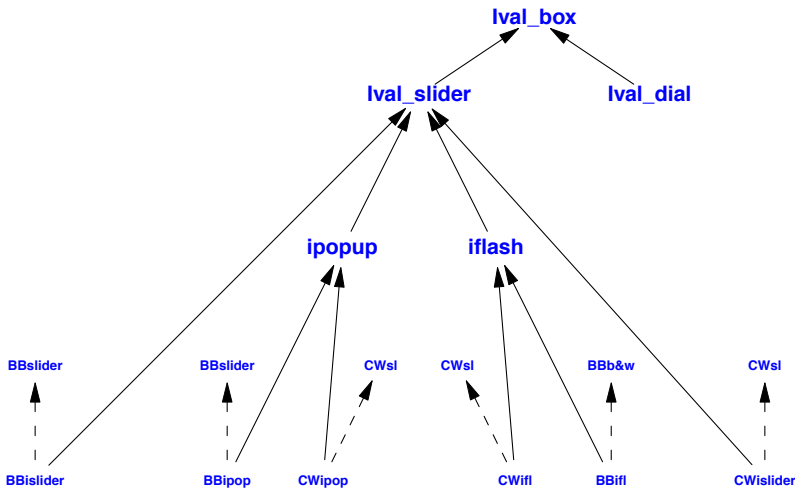 Ival_box
Ival_slider
Ival_dial
ipopup
iflash
BBslider
BBslider
CWsl
CWsl
BBb&w
CWsl
BBislider
BBipop
CWipop
CWifl
BBifl
CWislider